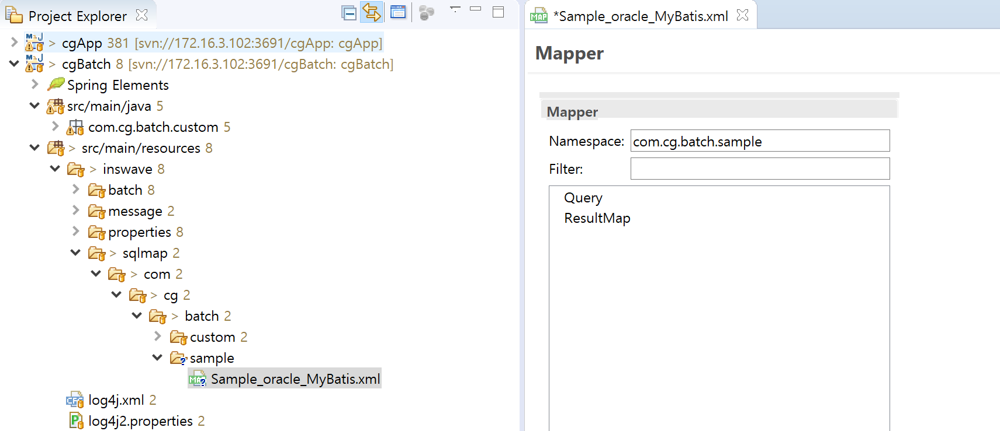 Project Explorer
> cgApp 381 [svn://172.16.3.102:3691/cgApp: cgApp]
> cgBatch 8 [svn://172.16.3.102:3691/cgBatch: cgBatch]
Spring Elements
src/main/java 5
com.cg.batch.custom 5
> src/main/resources 8
> inswave 8
batch 8
message 2
properties 8
> sqlmap 2
> com 2
> cg 2
> batch 2
custom 2
sample
Sample_oracle_MyBatis.xml
log4j.xml 2
log4j2.properties 2
*Sample_oracle_MyBatis.xml
Mapper
Mapper
Namespace: com.cg.batch.sample
Filter:
Query
ResultMap